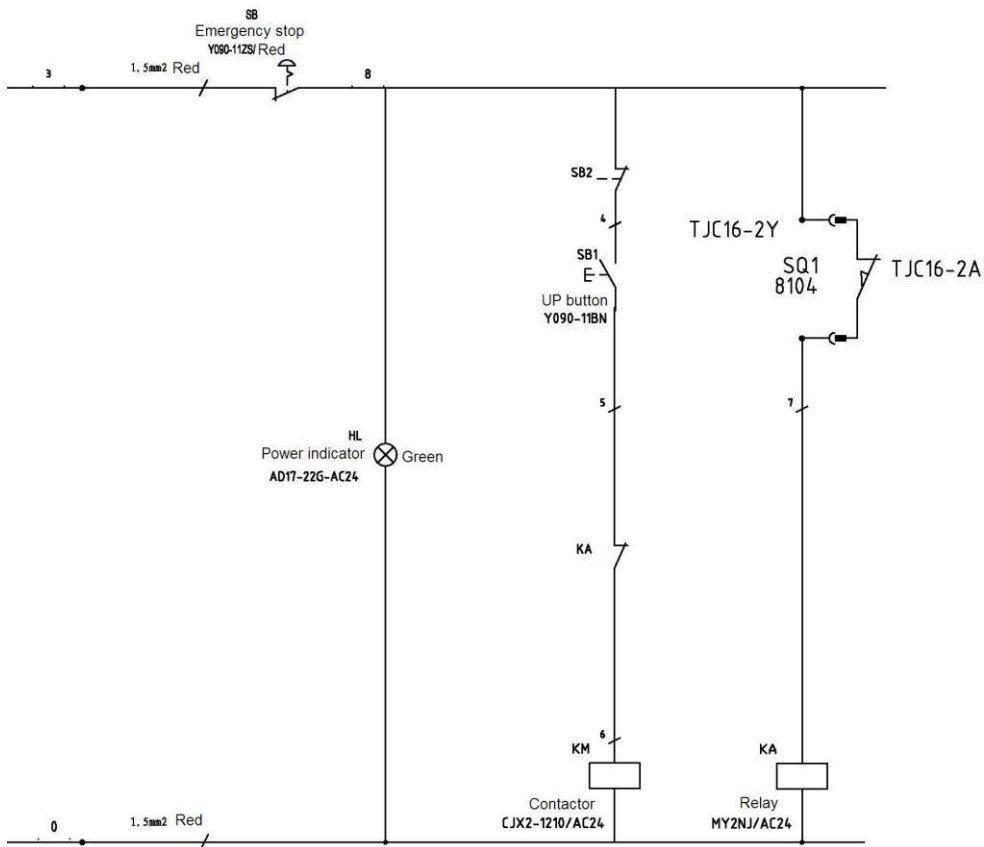 SB
Emergency stop
Y090-11ZS/ Red
3
1.5mm2 Red
8
SB2
4
SB1
UP button
Y090-11BN
TJC16-2Y
SQ1
8104
TJC16-2A
5
7
HL
Power indicator
Green
AD17-22G-AC24
KA
6
KM
KA
Contactor
CJX2-1210/AC24
Relay
MY2NJ/AC24
0
1.5mm2 Red